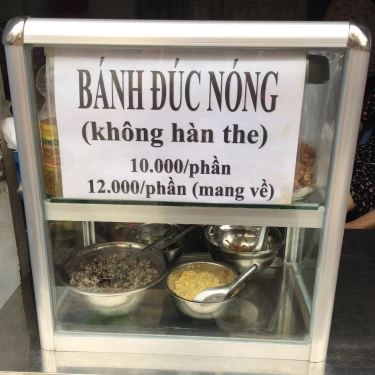 BÁNH ĐÚC NÓNG
(không hàn the)
10.000/phần
12.000/phần (mang về)